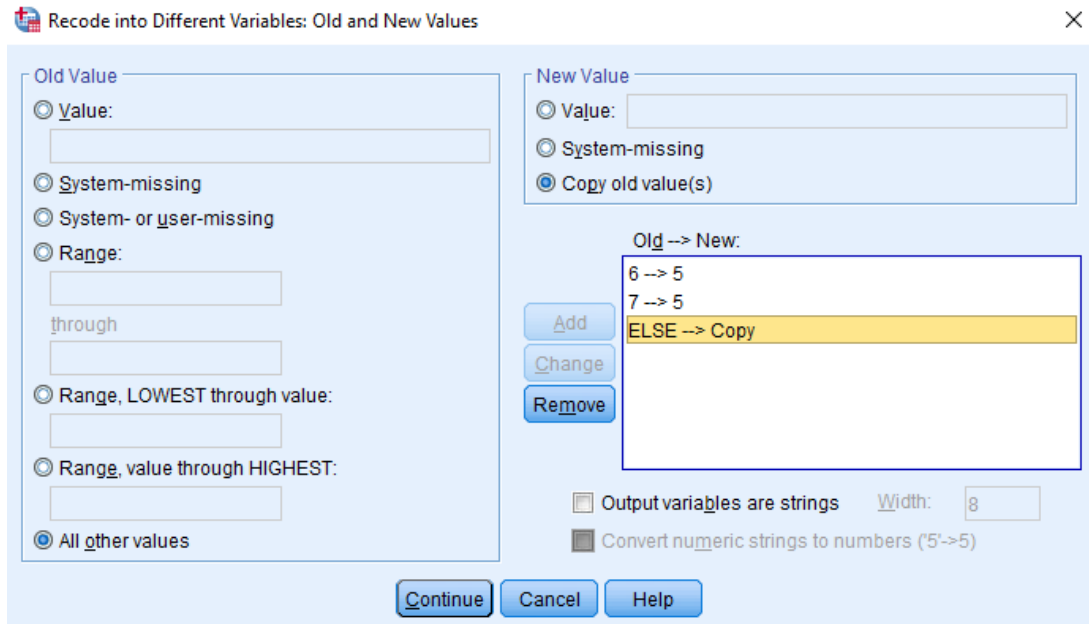 Recode into Different Variables: Old and New Values
Old Value
Value:
System-missing
System- or user-missing
Range:
through
Range, LOWEST through value:
Range, value through HIGHEST:
All other values
New Value
Value:
System-missing
Copy old value(s)
Old --> New:
6 --> 5
7 --> 5
ELSE --> Copy
Add
Change
Remove
Output variables are strings Width: 8
Convert numeric strings to numbers ('5'->5)
Continue Cancel Help